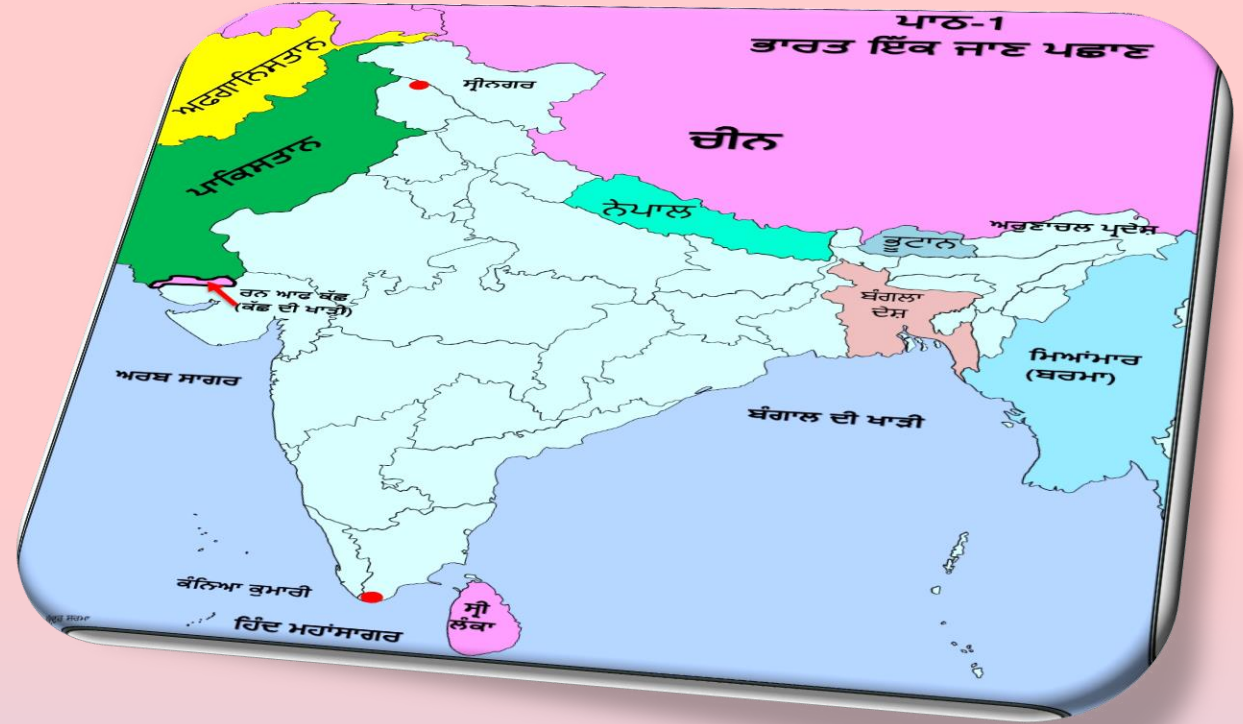 ਪਾਠ-1
ਭਾਰਤ ਇੱਕ ਜਾਣ ਪਛਾਣ
ਅਫਗਾਨਿਸਤਾਨ
ਸ੍ਰੀਨਗਰ
ਚੀਨ
ਪਾਕਿਸਤਾਨ
ਨੇਪਾਲ
ਅਰੁਣਾਚਲ ਪ੍ਰਦੇਸ਼
ਭੂਟਾਨ
ਰਨ ਆਫ ਕੱਛ
(ਕੱਛ ਦੀ ਖਾੜੀ)
ਬੰਗਲਾ
ਦੇਸ਼
ਮਿਆਂਮਾਰ
(ਬਰਮਾ)
ਅਰਬ ਸਾਗਰ
ਬੰਗਾਲ ਦੀ ਖਾੜੀ
ਕੰਨਿਆ ਕੁਮਾਰੀ
ਸ੍ਰੀ
ਲੰਕਾ
ਹਿੰਦ ਮਹਾਂਸਾਗਰ